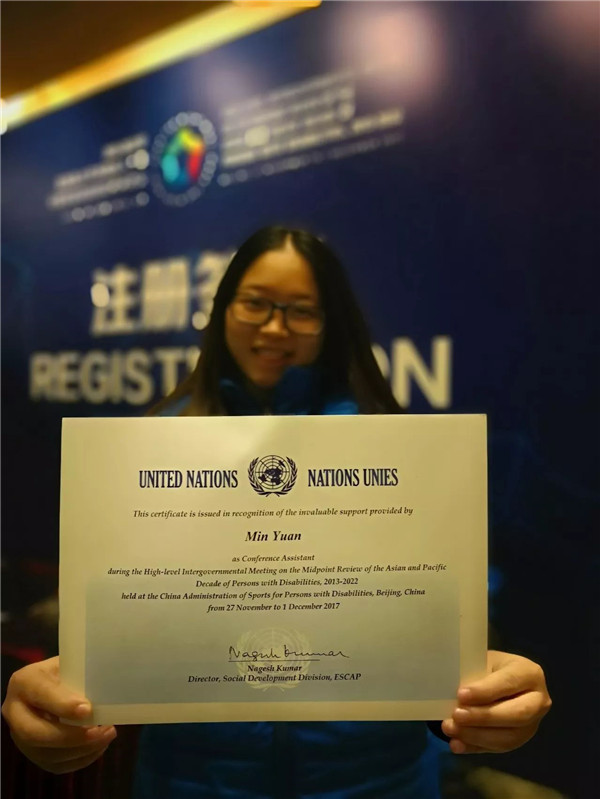 注册
REGIST
N
UNITED NATIONS NATIONS UNIES
This certificate is issued in recognition of the invaluable support provided by
Min Yuan
as Conference Assistant
during the High-level Intergovernmental Meeting on the Midpoint Review of the Asian and Pacific
Decade of Persons with Disabilities, 2013-2022
held at the China Administration of Sports for Persons with Disabilities, Beijing, China
from 27 November to 1 December 2017
Nagesh Kumar
Nagesh Kumar
Director, Social Development Division, ESCAP